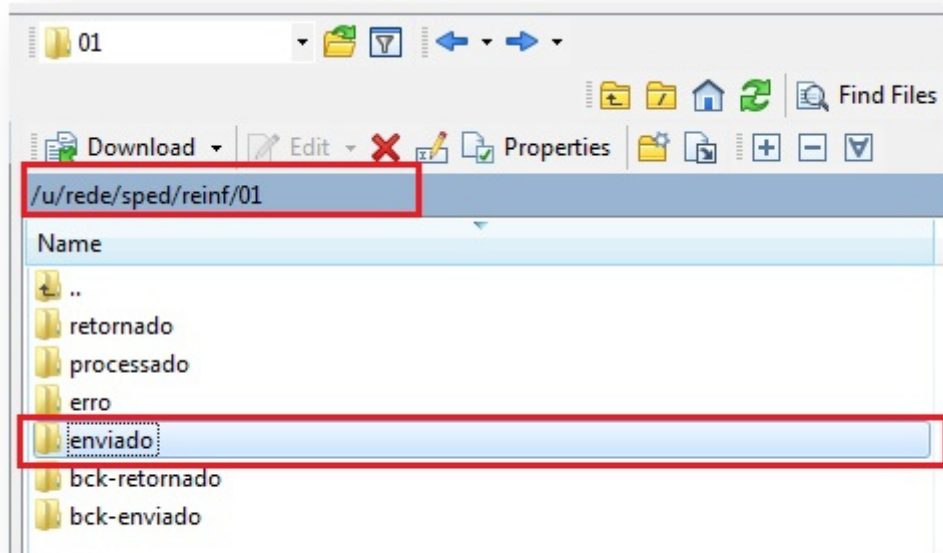 01
Find Files
Download Edit Properties
/u/rede/sped/reinf/01
Name
..
retornado
processado
erro
enviado
bck-retornado
bck-enviado